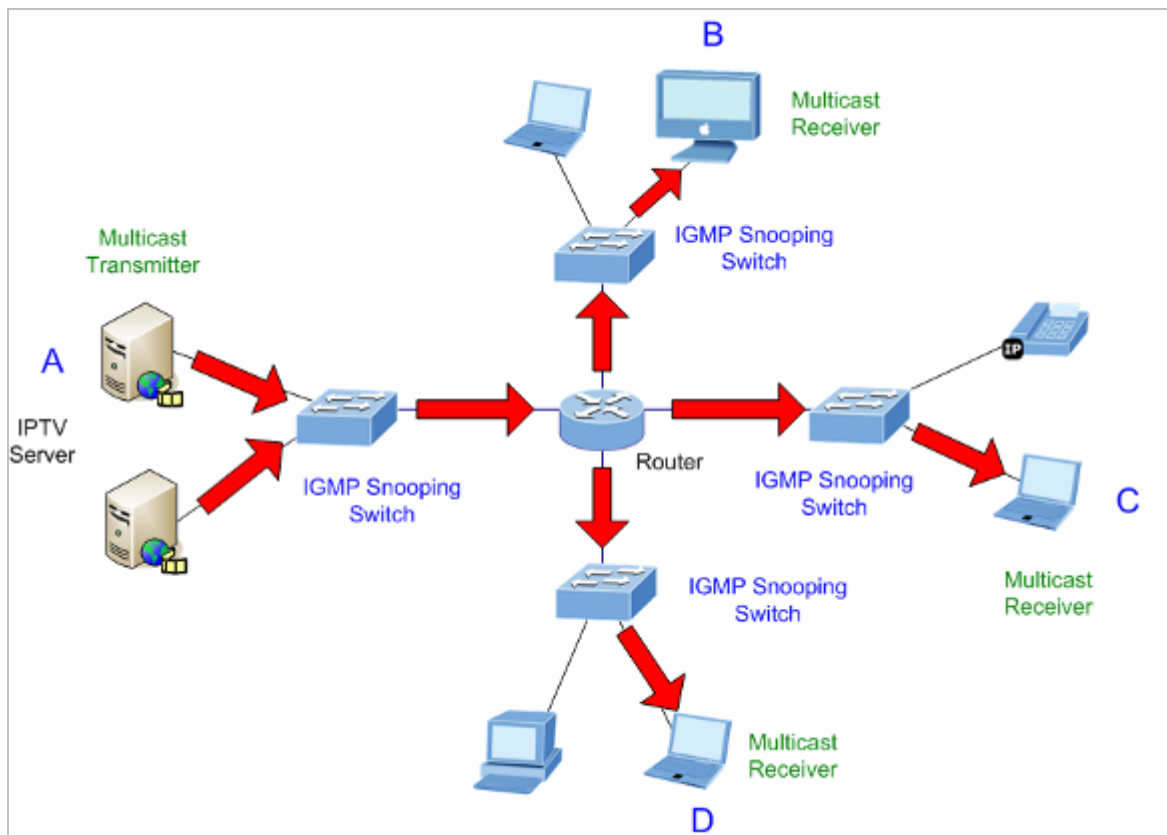 B
Multicast
Receiver
IGMP Snooping
Switch
Multicast
Transmitter
A
IPTV
Server
IGMP Snooping
Switch
Router
IP
IGMP Snooping
Switch
C
Multicast
Receiver
IGMP Snooping
Switch
Multicast
Receiver
D